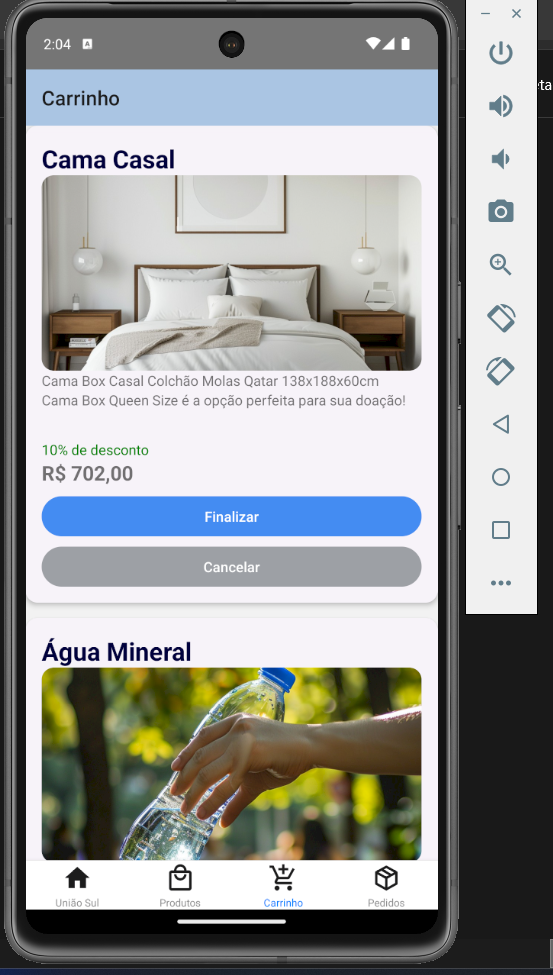 2:04
eta
Carrinho
Cama Casal
Cama Box Casal Colchão Molas Qatar 138x188x60cm
Cama Box Queen Size é a opção perfeita para sua doação!
10% de desconto
R$ 702,00
Finalizar
Cancelar
Água Mineral
União Sul
Produtos
Carrinho
Pedidos